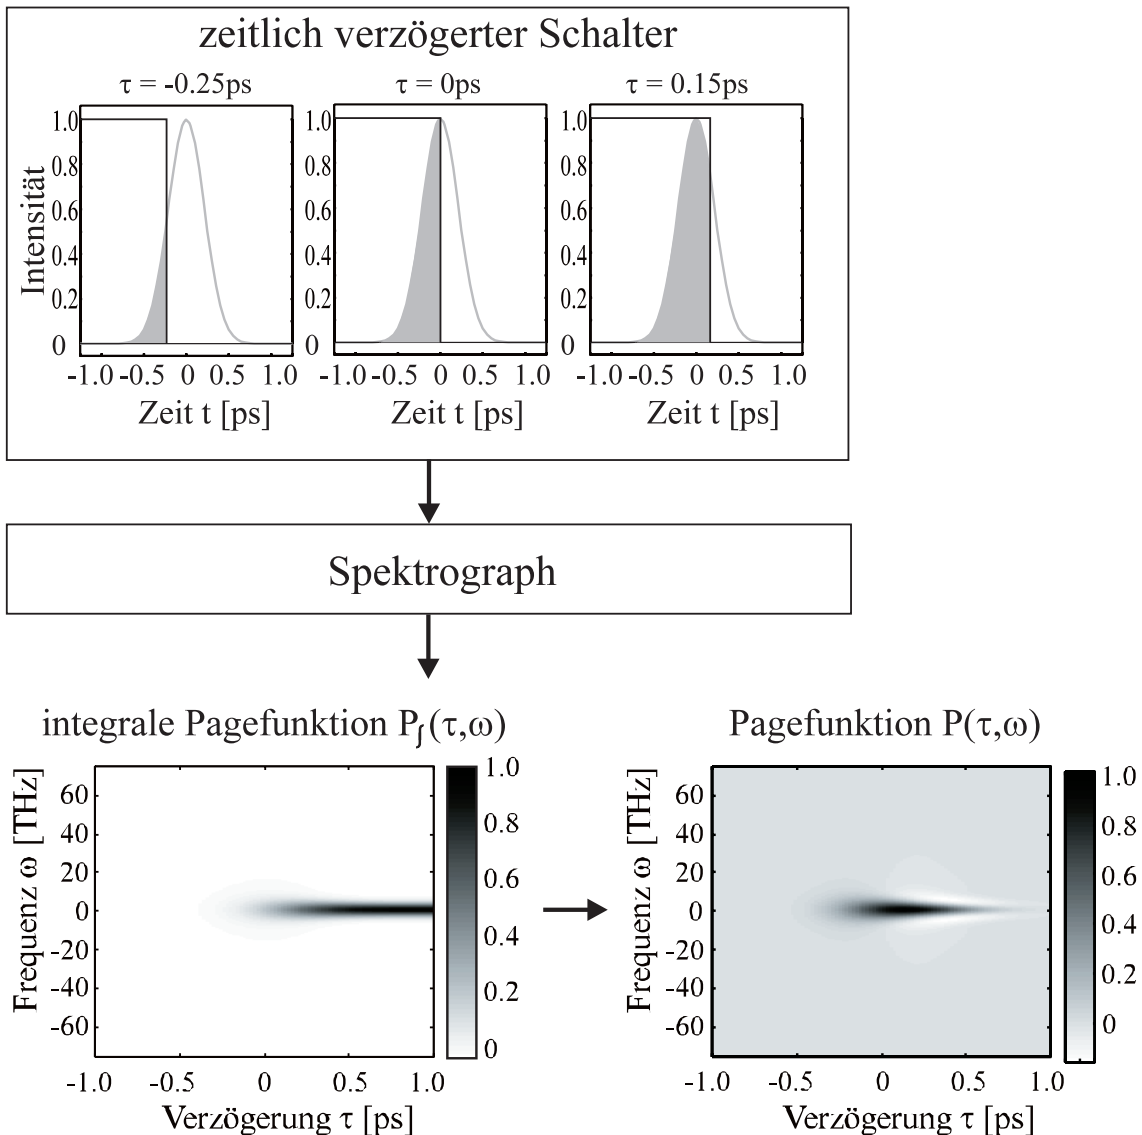 zeitlich verzögerter Schalter
τ = -0.25ps
τ = 0ps
τ = 0.15ps
Intensität
1.0
0.8
0.6
0.4
0.2
0
-1.0 -0.5 0 0.5 1.0
Zeit t [ps]
1.0
0.8
0.6
0.4
0.2
0
-1.0 -0.5 0 0.5 1.0
Zeit t [ps]
1.0
0.8
0.6
0.4
0.2
0
-1.0 -0.5 0 0.5 1.0
Zeit t [ps]
Spektrograph
integrale Pagefunktion P∫(τ,ω)
Frequenz ω [THz]
60
40
20
0
-20
-40
-60
-1.0 -0.5 0 0.5 1.0
Verzögerung τ [ps]
1.0
0.8
0.6
0.4
0.2
0
Pagefunktion P(τ,ω)
Frequenz ω [THz]
60
40
20
0
-20
-40
-60
-1.0 -0.5 0 0.5 1.0
Verzögerung τ [ps]
1.0
0.8
0.6
0.4
0.2
0